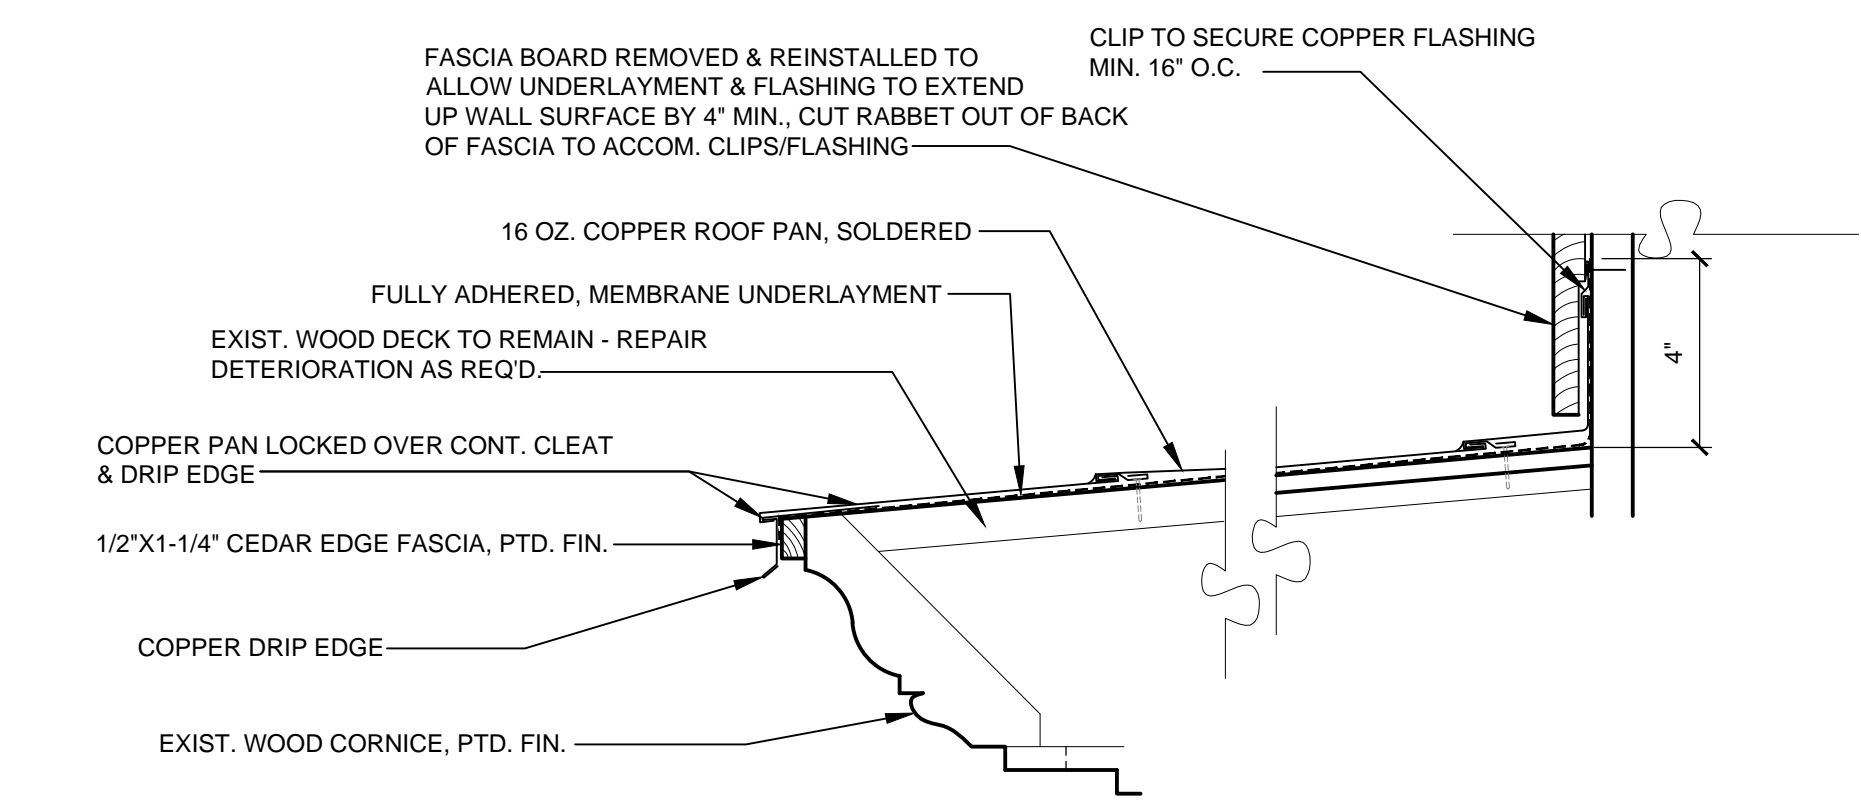 CLIP TO SECURE COPPER FLASHING
MIN. 16" O.C.
FASCIA BOARD REMOVED & REINSTALLED TO
ALLOW UNDERLAYMENT & FLASHING TO EXTEND
UP WALL SURFACE BY 4" MIN., CUT RABBET OUT OF BACK
OF FASCIA TO ACCOM. CLIPS/FLASHING
16 OZ. COPPER ROOF PAN, SOLDERED
FULLY ADHERED, MEMBRANE UNDERLAYMENT
EXIST. WOOD DECK TO REMAIN - REPAIR
DETERIORATION AS REQ'D.
4"
COPPER PAN LOCKED OVER CONT. CLEAT
& DRIP EDGE
1/2"X1-1/4" CEDAR EDGE FASCIA, PTD. FIN.
COPPER DRIP EDGE
EXIST. WOOD CORNICE, PTD. FIN.